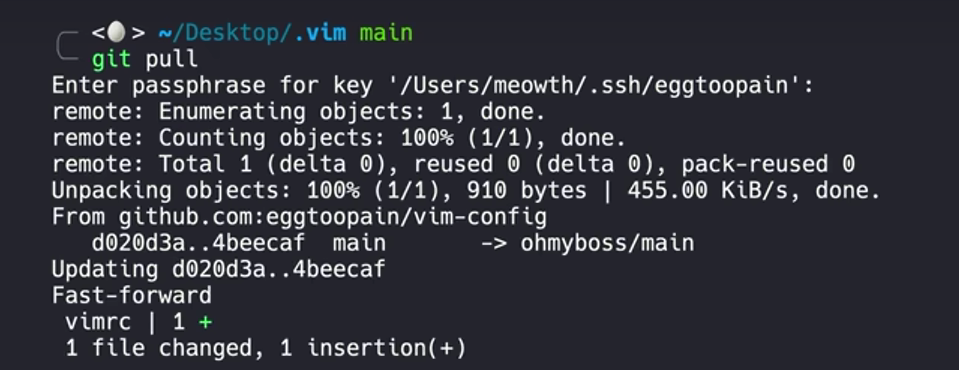 <🥚> ~/Desktop/.vim main
git pull
Enter passphrase for key '/Users/meowth/.ssh/eggtoopain':
remote: Enumerating objects: 1, done.
remote: Counting objects: 100% (1/1), done.
remote: Total 1 (delta 0), reused 0 (delta 0), pack-reused 0
Unpacking objects: 100% (1/1), 910 bytes | 455.00 KiB/s, done.
From github.com:eggtoopain/vim-config
   d020d3a..4beecaf  main       -> ohmyboss/main
Updating d020d3a..4beecaf
Fast-forward
 vimrc | 1 +
 1 file changed, 1 insertion(+)